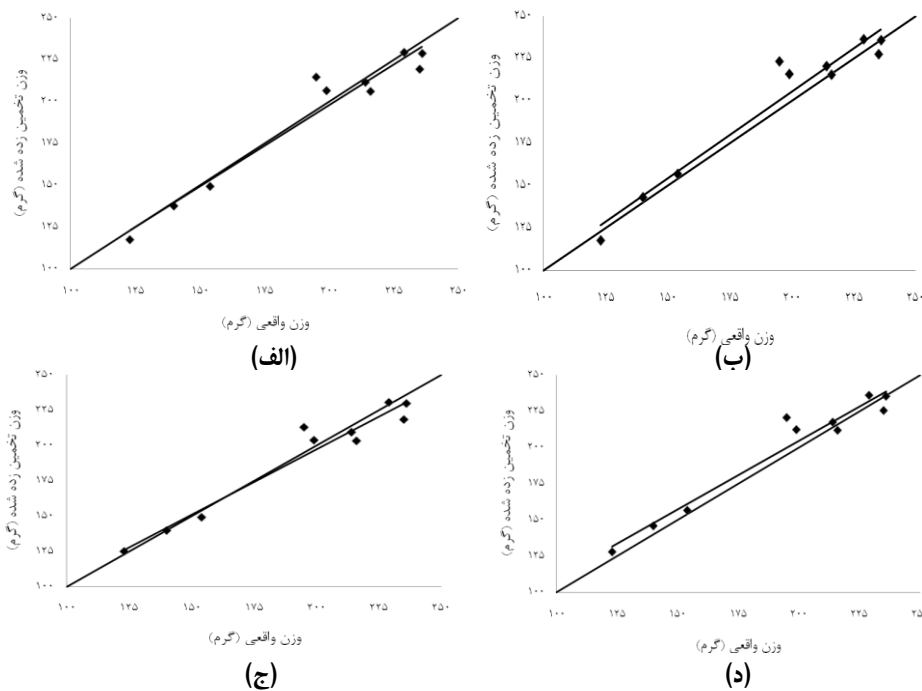 ۲۵۰
۲۲۵
۲۰۰
۱۷۵
۱۵۰
۱۲۵
۱۰۰
وزن تخمین زده شده (گرم)
۱۰۰ ۱۲۵ ۱۵۰ ۱۷۵ ۲۰۰ ۲۲۵ ۲۵۰
وزن واقعی (گرم)
(الف)
۲۵۰
۲۲۵
۲۰۰
۱۷۵
۱۵۰
۱۲۵
۱۰۰
وزن تخمین زده شده (گرم)
۱۰۰ ۱۲۵ ۱۵۰ ۱۷۵ ۲۰۰ ۲۲۵ ۲۵۰
وزن واقعی (گرم)
(ب)
۲۵۰
۲۲۵
۲۰۰
۱۷۵
۱۵۰
۱۲۵
۱۰۰
وزن تخمین زده شده (گرم)
۱۰۰ ۱۲۵ ۱۵۰ ۱۷۵ ۲۰۰ ۲۲۵ ۲۵۰
وزن واقعی (گرم)
(ج)
۲۵۰
۲۲۵
۲۰۰
۱۷۵
۱۵۰
۱۲۵
۱۰۰
وزن تخمین زده شده (گرم)
۱۰۰ ۱۲۵ ۱۵۰ ۱۷۵ ۲۰۰ ۲۲۵ ۲۵۰
وزن واقعی (گرم)
(د)